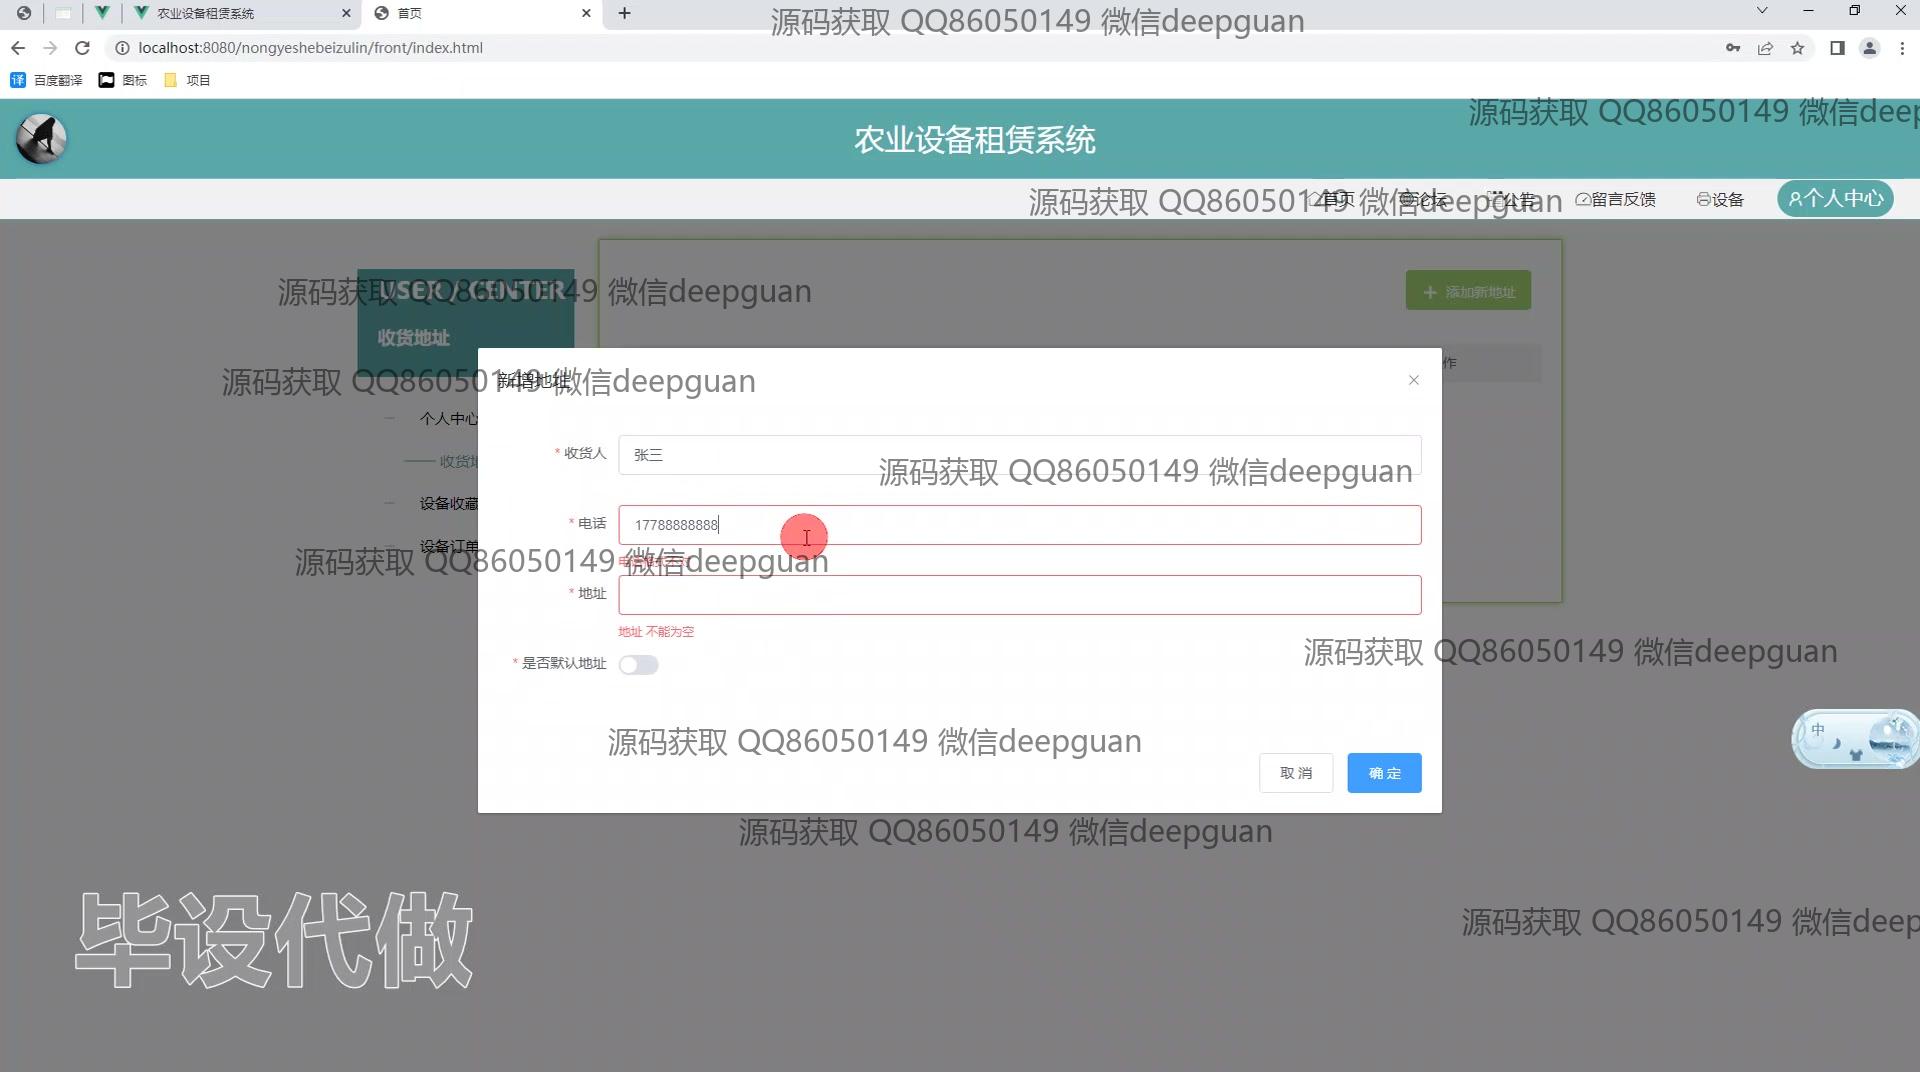 农业设备租赁系统
首页
源码获取 QQ86050149 微信deepguan
localhost:8080/nongyeshebeizulin/front/index.html
百度翻译
图标
项目
农业设备租赁系统
源码获取 QQ86050149 微信deep
首页
论坛
公告
留言反馈
设备
个人中心
源码获取 QQ86050149 微信deepguan
USER / CENTER
源码获取 QQ86050149 微信deepguan
添加新地址
收货地址
作
新增地址
源码获取 QQ86050149 微信deepguan
个人中心
* 收货人
张三
收货地
源码获取 QQ86050149 微信deepguan
设备收藏
* 电话
17788888888
设备订单
源码获取 QQ86050149 微信deepguan
* 地址
地址 不能为空
源码获取 QQ86050149 微信deepguan
* 是否默认地址
中
源码获取 QQ86050149 微信deepguan
取 消
确 定
源码获取 QQ86050149 微信deepguan
毕设代做
源码获取 QQ86050149 微信deep